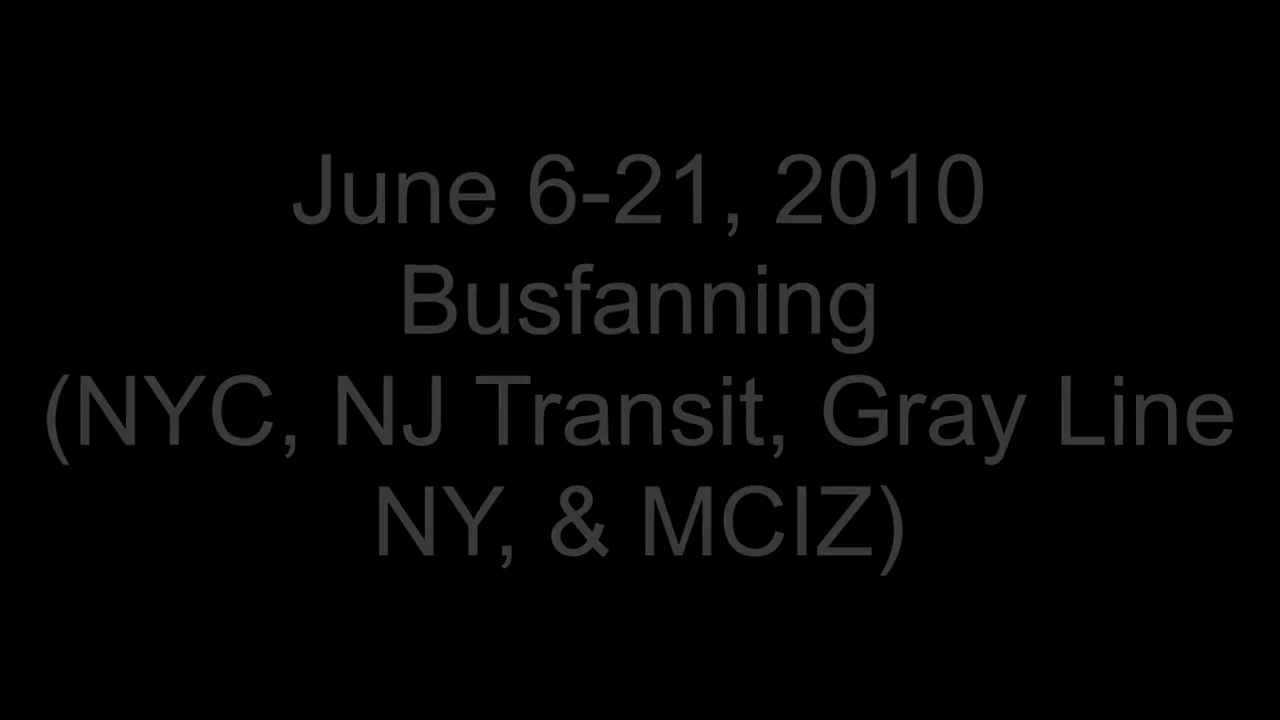 June 6-21, 2010
Busfanning
(NYC, NJ Transit, Gray Line
NY, & MCIZ)